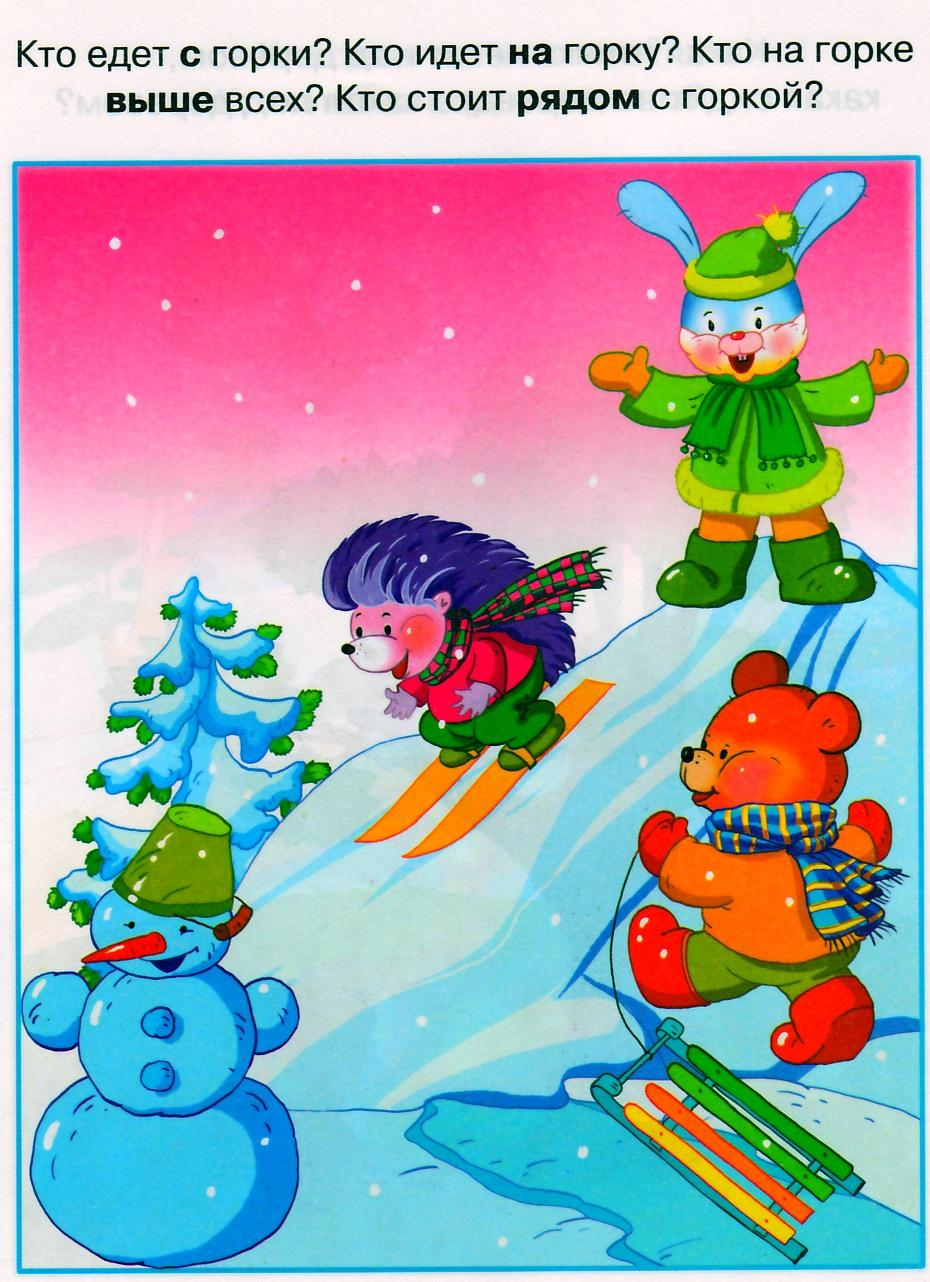 Кто едет с горки? Кто идет на горку? Кто на горке
выше всех? Кто стоит рядом с горкой?